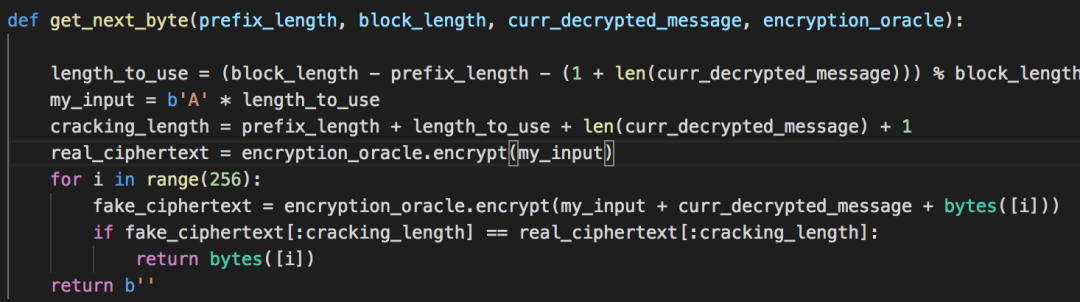 def get_next_byte(prefix_length, block_length, curr_decrypted_message, encryption_oracle):
length_to_use = (block_length - prefix_length - (1 + len(curr_decrypted_message))) % block_length
my_input = b'A' * length_to_use
cracking_length = prefix_length + length_to_use + len(curr_decrypted_message) + 1
real_ciphertext = encryption_oracle.encrypt(my_input)
for i in range(256):
fake_ciphertext = encryption_oracle.encrypt(my_input + curr_decrypted_message + bytes([i]))
if fake_ciphertext[:cracking_length] == real_ciphertext[:cracking_length]:
return bytes([i])
return b''